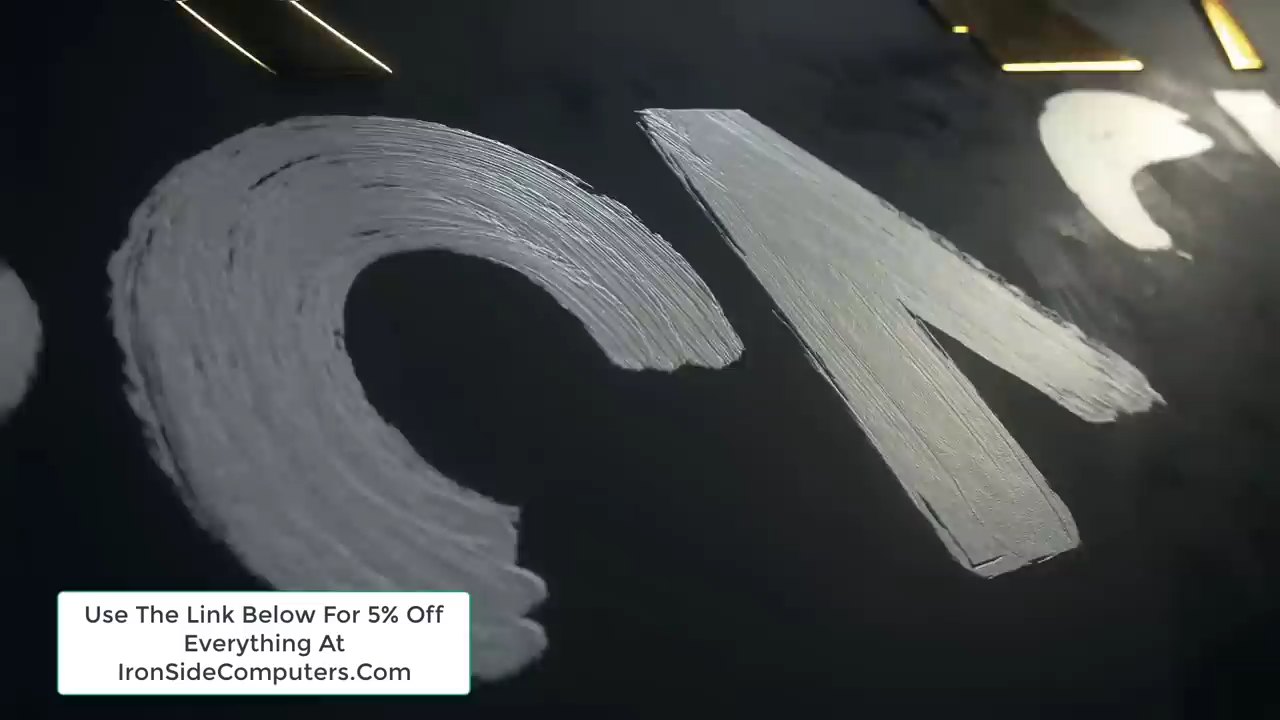 Use The Link Below For 5% Off
Everything At
IronSideComputers.Com